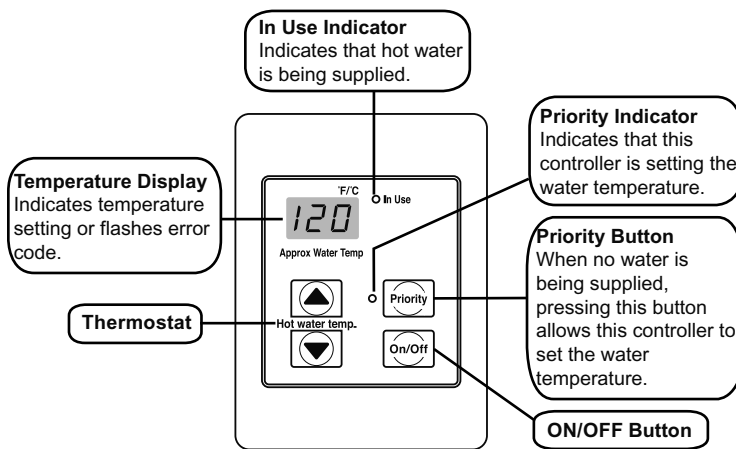 In Use Indicator
Indicates that hot water
is being supplied.
Priority Indicator
Indicates that this
controller is setting the
water temperature.
Temperature Display
Indicates temperature
setting or flashes error
code.
°F/°C
120
In Use
Approx Water Temp
Priority Button
When no water is
being supplied,
pressing this button
allows this controller to
set the water
temperature.
Priority
Thermostat
Hot water temp.
On/Off
ON/OFF Button